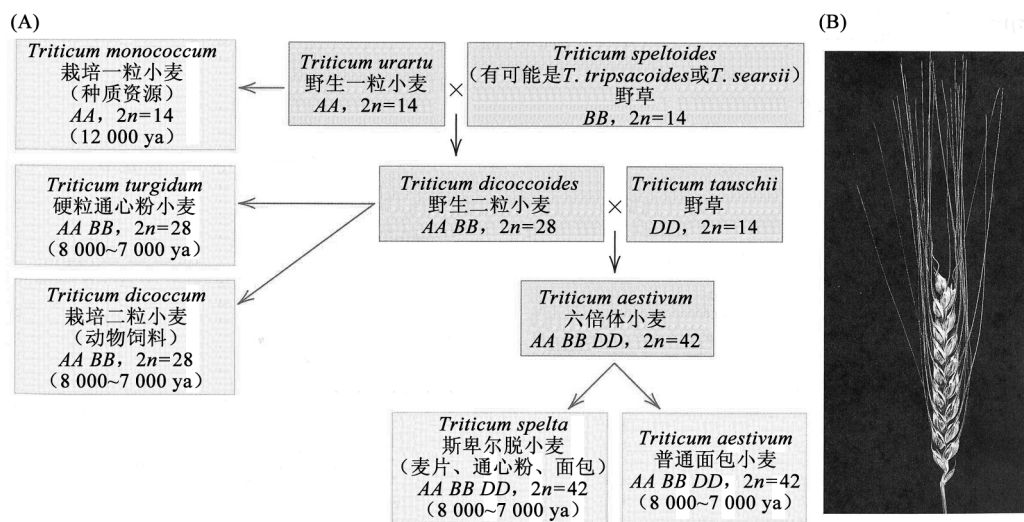 (A)
(B)
Triticum monococcum
栽培一粒小麦
(种质资源)
AA, 2n=14
(12 000 ya)
Triticum urartu
野生一粒小麦
AA, 2n=14
×
Triticum speltoides
(有可能是T. tripsacoides或T. searsii)
野草
BB, 2n=14
Triticum turgidum
硬粒通心粉小麦
AA BB, 2n=28
(8 000~7 000 ya)
Triticum dicoccoides
野生二粒小麦
AA BB, 2n=28
×
Triticum tauschii
野草
DD, 2n=14
Triticum dicoccum
栽培二粒小麦
(动物饲料)
AA BB, 2n=28
(8 000~7 000 ya)
Triticum aestivum
六倍体小麦
AA BB DD, 2n=42
Triticum spelta
斯卑尔脱小麦
(麦片、通心粉、面包)
AA BB DD, 2n=42
(8 000~7 000 ya)
Triticum aestivum
普通面包小麦
AA BB DD, 2n=42
(8 000~7 000 ya)